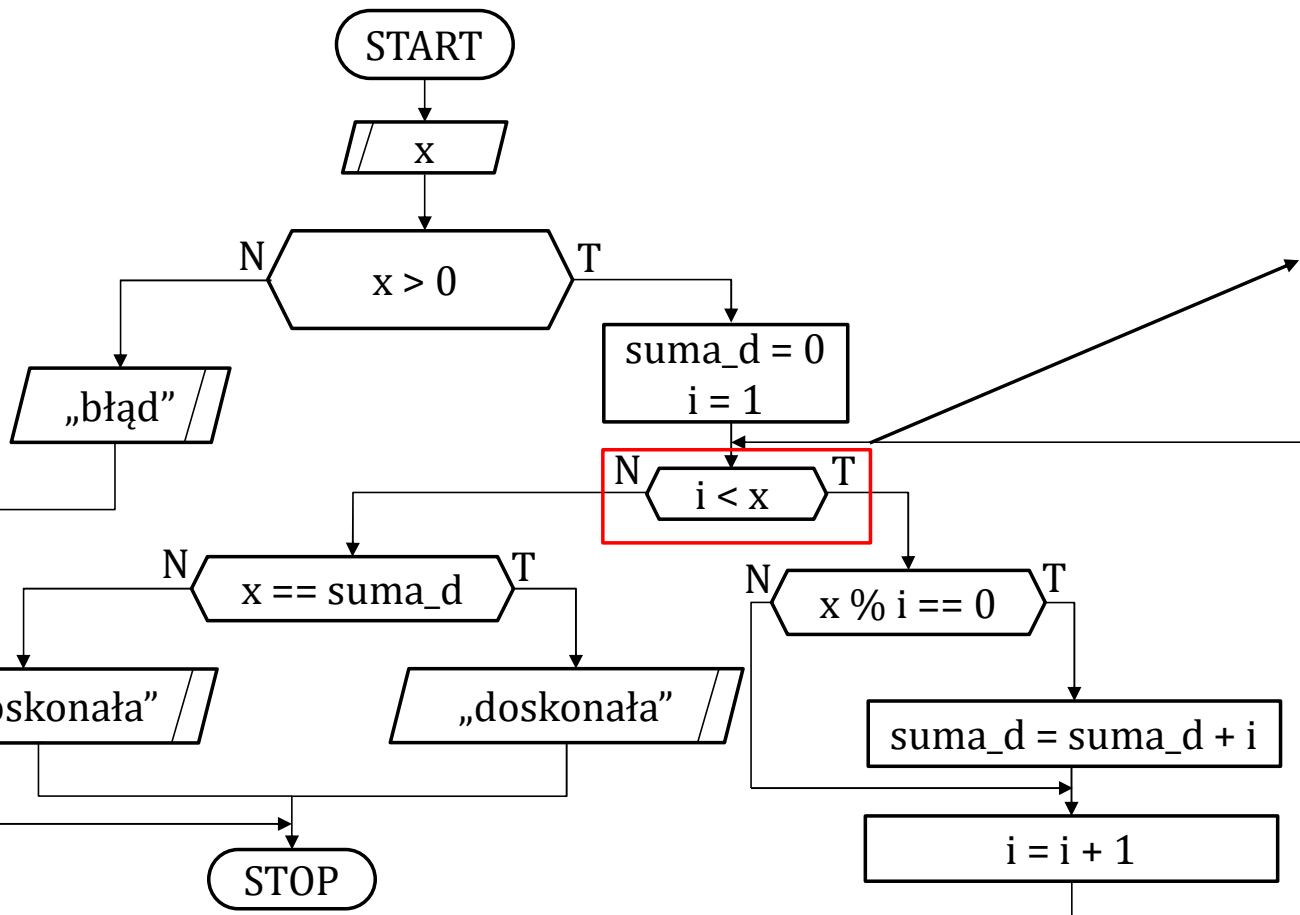 START
x
N
x > 0
T
suma_d = 0
i = 1
„błąd”
N
i < x
T
N
x == suma_d
T
N
x % i == 0
T
„doskonała”
suma_d = suma_d + i
i = i + 1
STOP